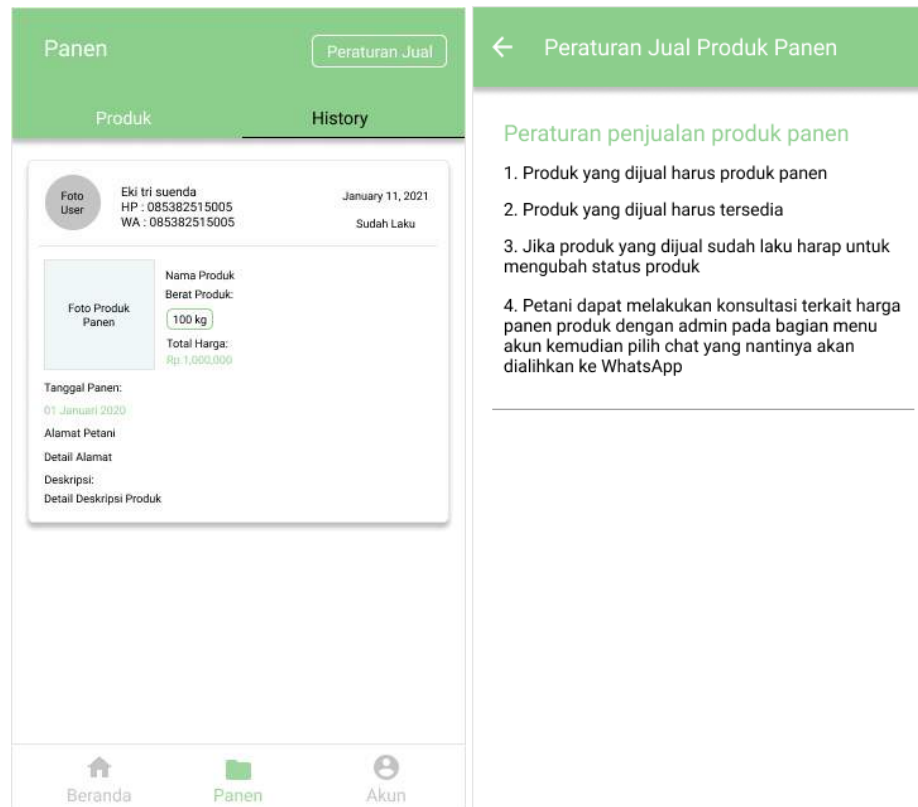 Panen
Peraturan Jual
Produk
History
Foto
User
Eki tri suenda
HP : 085382515005
WA : 085382515005
January 11, 2021
Sudah Laku
Foto Produk
Panen
Nama Produk
Berat Produk:
100 kg
Total Harga:
Rp 1,000,000
Tanggal Panen:
01 Januari 2020
Alamat Petani
Detail Alamat
Deskripsi:
Detail Deskripsi Produk
Beranda
Panen
Akun
Peraturan Jual Produk Panen
Peraturan penjualan produk panen
1. Produk yang dijual harus produk panen
2. Produk yang dijual harus tersedia
3. Jika produk yang dijual sudah laku harap untuk
mengubah status produk
4. Petani dapat melakukan konsultasi terkait harga
panen produk dengan admin pada bagian menu
akun kemudian pilih chat yang nantinya akan
dialihkan ke WhatsApp